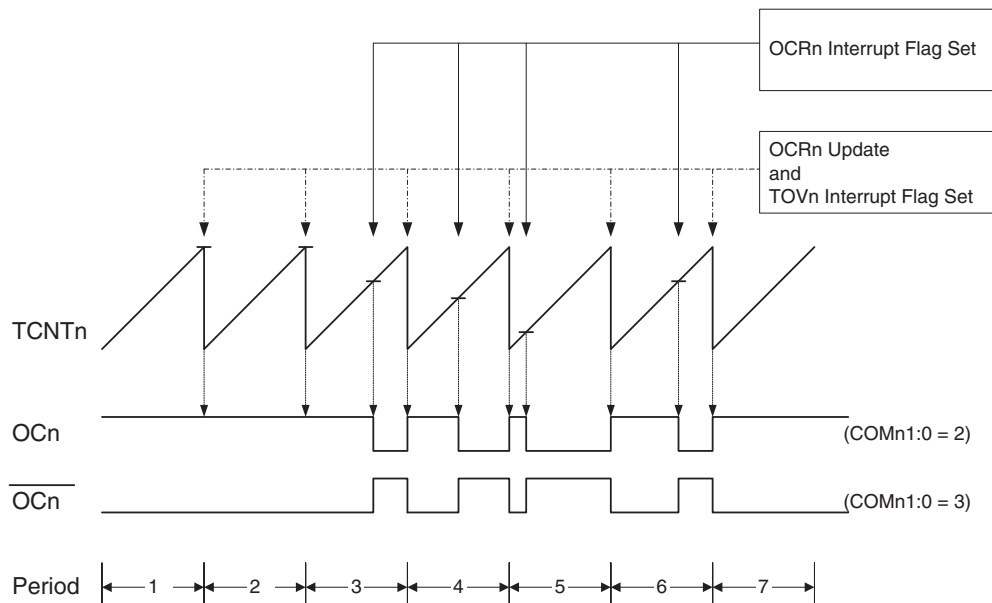 OCRn Interrupt Flag Set
OCRn Update
and
TOVn Interrupt Flag Set
TCNTn
OCn
(COMn1:0 = 2)
OCn
(COMn1:0 = 3)
Period
1
2
3
4
5
6
7